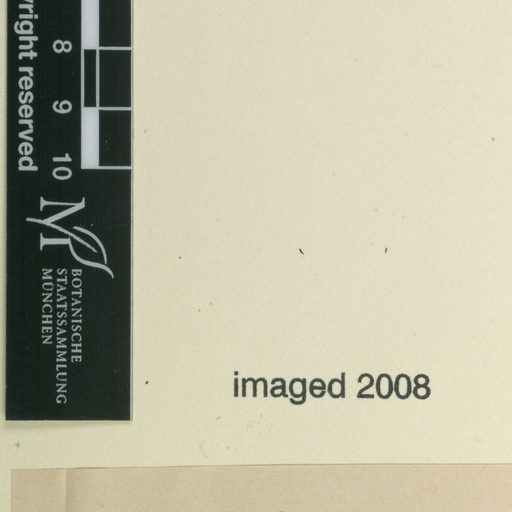 right reserved
8
9
10
BOTANISCHE
STAATSSAMMLUNG
MÜNCHEN
imaged 2008